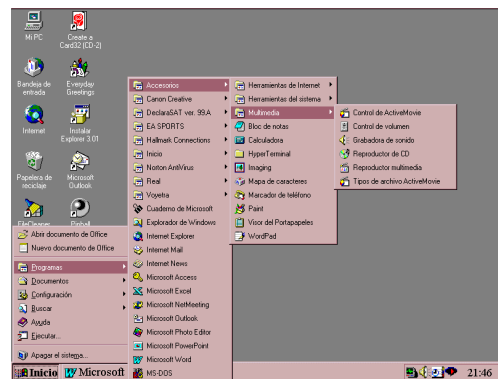 Mi PC
Create a
Card32 (CD-2)
Bandeja de
entrada
Everyday
Greetings
Internet
Instalar
Explorer 3.01
Papelera de
reciclaje
Microsoft
Outlook
FileCleaner
Pinball
Abrir documento de Office
Nuevo documento de Office
Programas
Documentos
Configuración
Buscar
Ayuda
Ejecutar...
Apagar el sistema...
Accesorios
Canon Creative
DeclaraSAT ver. 99.A
EA SPORTS
Hallmark Connections
Inicio
Norton AntiVirus
Real
Voyetra
Cuaderno de Microsoft
Explorador de Windows
Internet Explorer
Internet Mail
Internet News
Microsoft Access
Microsoft Excel
Microsoft NetMeeting
Microsoft Outlook
Microsoft Photo Editor
Microsoft PowerPoint
Microsoft Word
MS-DOS
Herramientas de Internet
Herramientas del sistema
Multimedia
Bloc de notas
Calculadora
HyperTerminal
Imaging
Mapa de caracteres
Marcador de teléfono
Paint
Visor del Portapapeles
WordPad
Control de ActiveMovie
Control de volumen
Grabadora de sonido
Reproductor de CD
Reproductor multimedia
Tipos de archivo ActiveMovie
Inicio
Microsoft
21:46